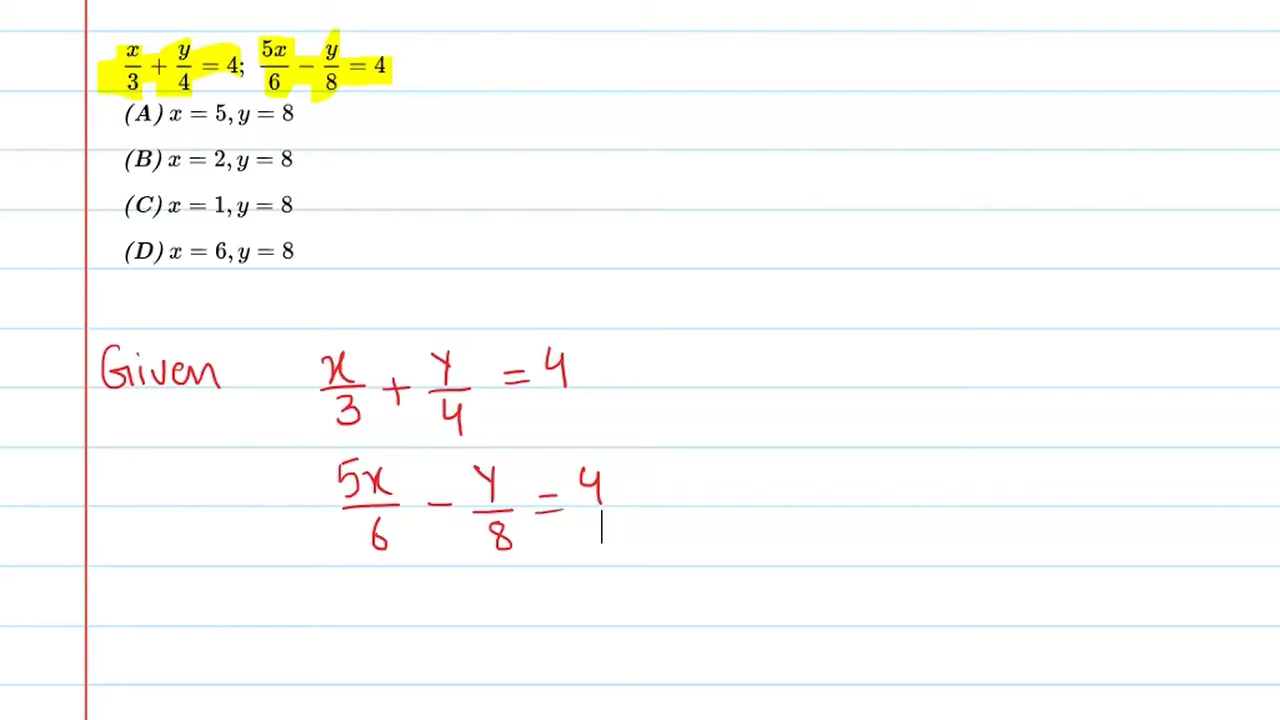 x/3 + y/4 = 4; 5x/6 − y/8 = 4
(A) x = 5, y = 8
(B) x = 2, y = 8
(C) x = 1, y = 8
(D) x = 6, y = 8
Given x/3 + y/4 = 4
5x/6 − y/8 = 4